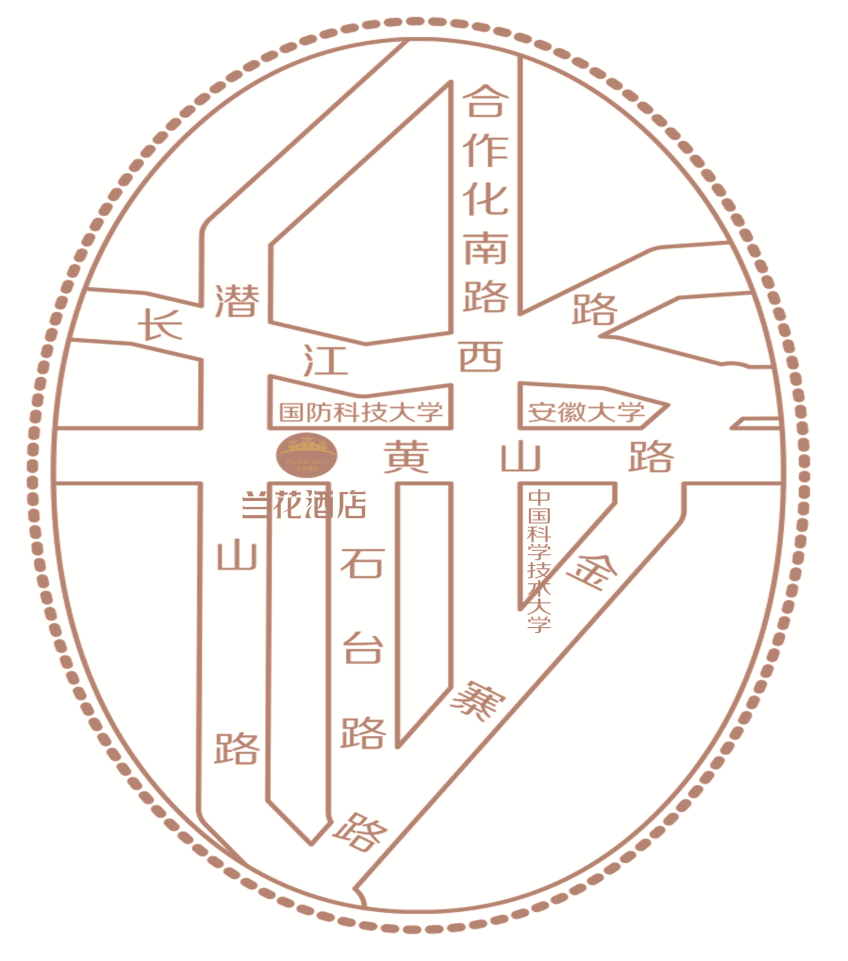 合作化南路
长江西路
潜山路
国防科技大学
安徽大学
黄山路
兰花酒店
中国科学技术大学
石台路
金寨路